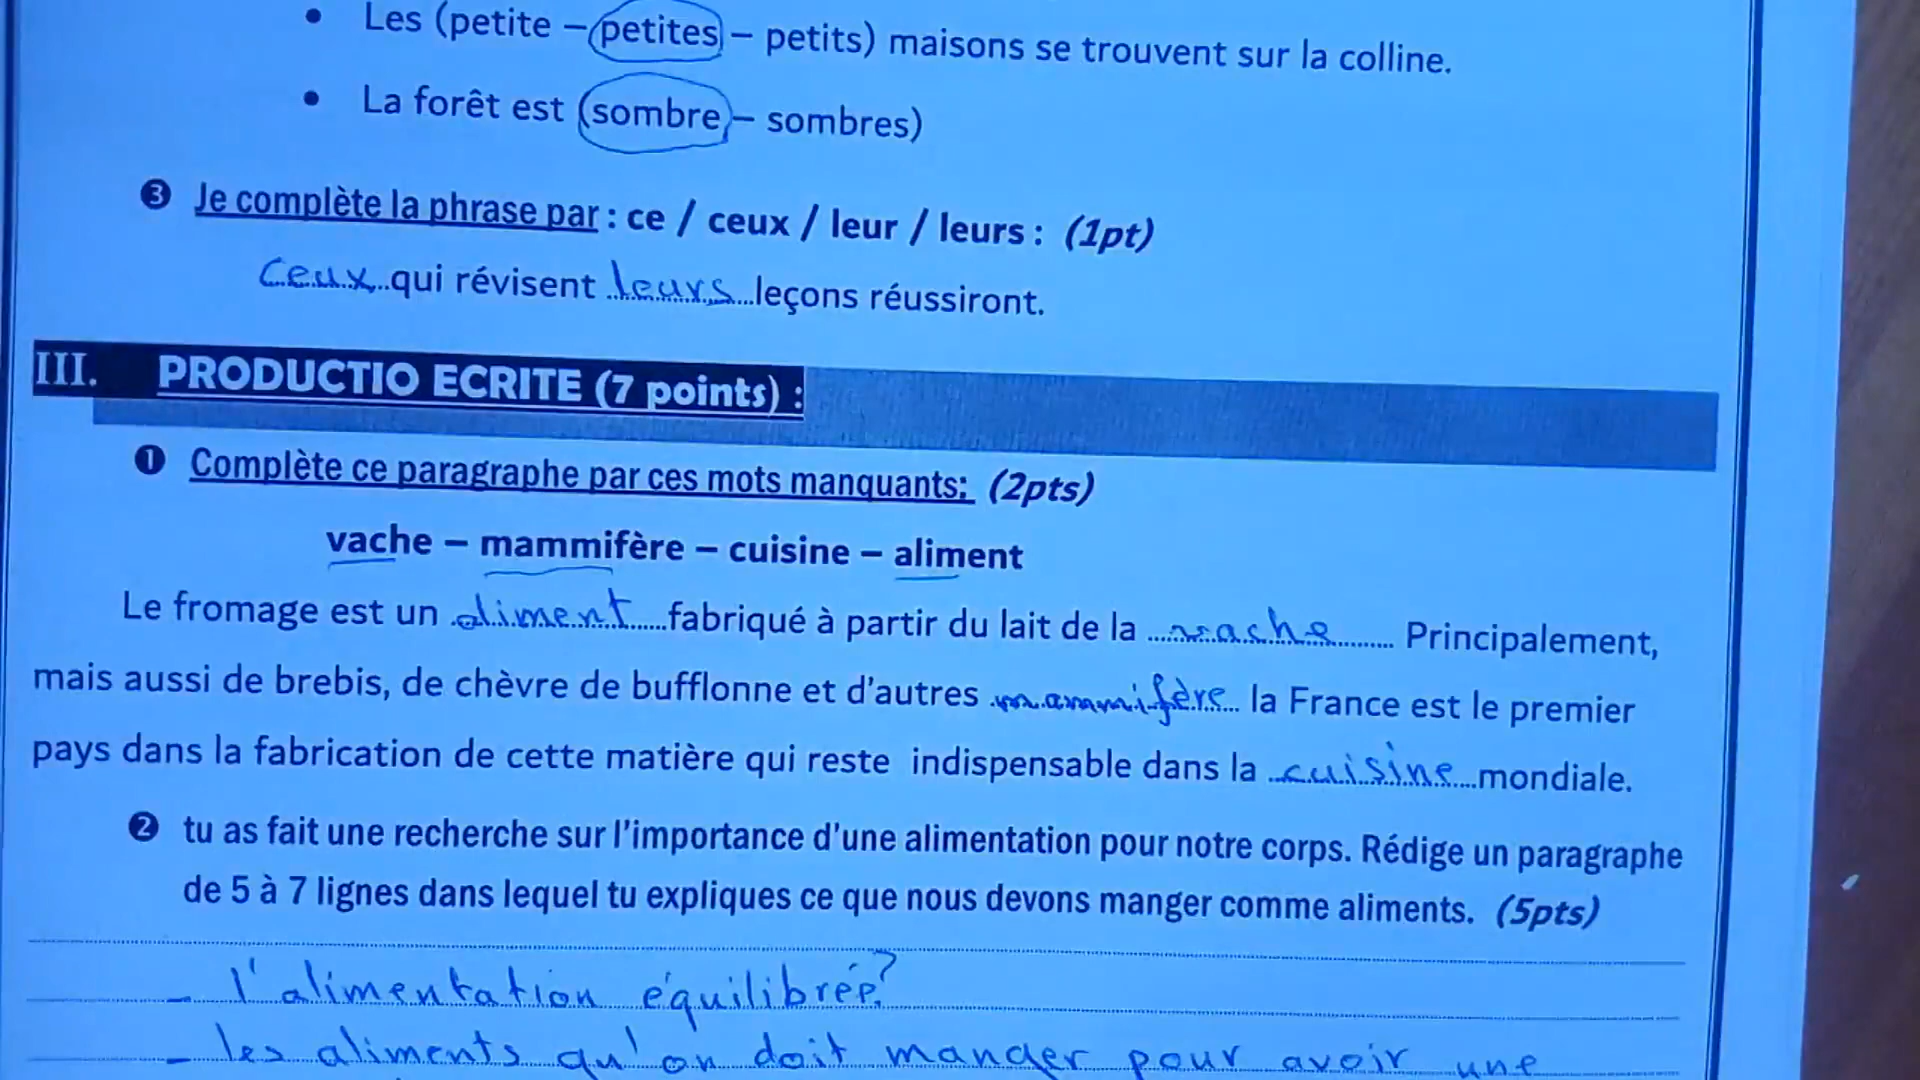 • Les (petite – petites – petits) maisons se trouvent sur la colline.
• La forêt est (sombre – sombres)
❸ Je complète la phrase par : ce / ceux / leur / leurs : (1pt)
Ceux qui révisent leurs leçons réussiront.
III. PRODUCTIO ECRITE (7 points) :
❶ Complète ce paragraphe par ces mots manquants: (2pts)
vache – mammifère – cuisine – aliment
Le fromage est un aliment fabriqué à partir du lait de la vache Principalement,
mais aussi de brebis, de chèvre de bufflonne et d'autres mammifère la France est le premier
pays dans la fabrication de cette matière qui reste indispensable dans la cuisine mondiale.
❷ tu as fait une recherche sur l'importance d'une alimentation pour notre corps. Rédige un paragraphe
de 5 à 7 lignes dans lequel tu expliques ce que nous devons manger comme aliments. (5pts)
- l'alimentation équilibrée?
- les aliments qu'on doit manger pour avoir une